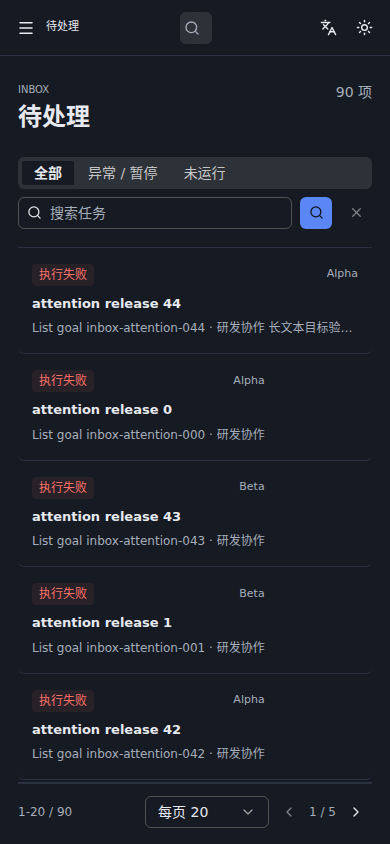 待处理
INBOX
90 项
待处理
全部 异常 / 暂停 未运行
搜索任务
执行失败 Alpha
attention release 44
List goal inbox-attention-044 · 研发协作 长文本目标验…
执行失败 Alpha
attention release 0
List goal inbox-attention-000 · 研发协作
执行失败 Beta
attention release 43
List goal inbox-attention-043 · 研发协作
执行失败 Beta
attention release 1
List goal inbox-attention-001 · 研发协作
执行失败 Alpha
attention release 42
List goal inbox-attention-042 · 研发协作
1-20 / 90 每页 20 1 / 5